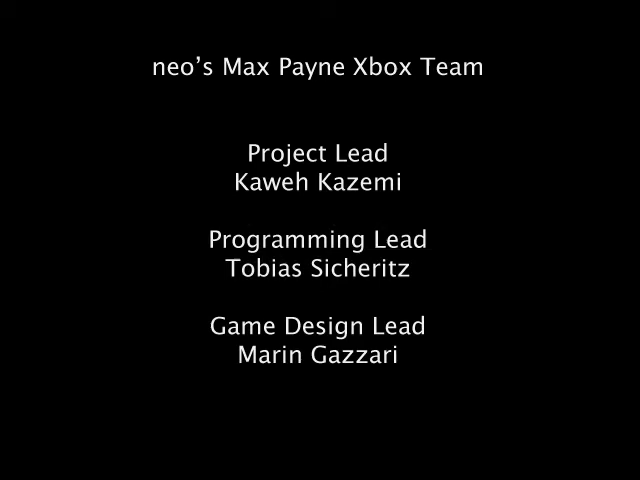 neo’s Max Payne Xbox Team
Project Lead
Kaweh Kazemi
Programming Lead
Tobias Sicheritz
Game Design Lead
Marin Gazzari